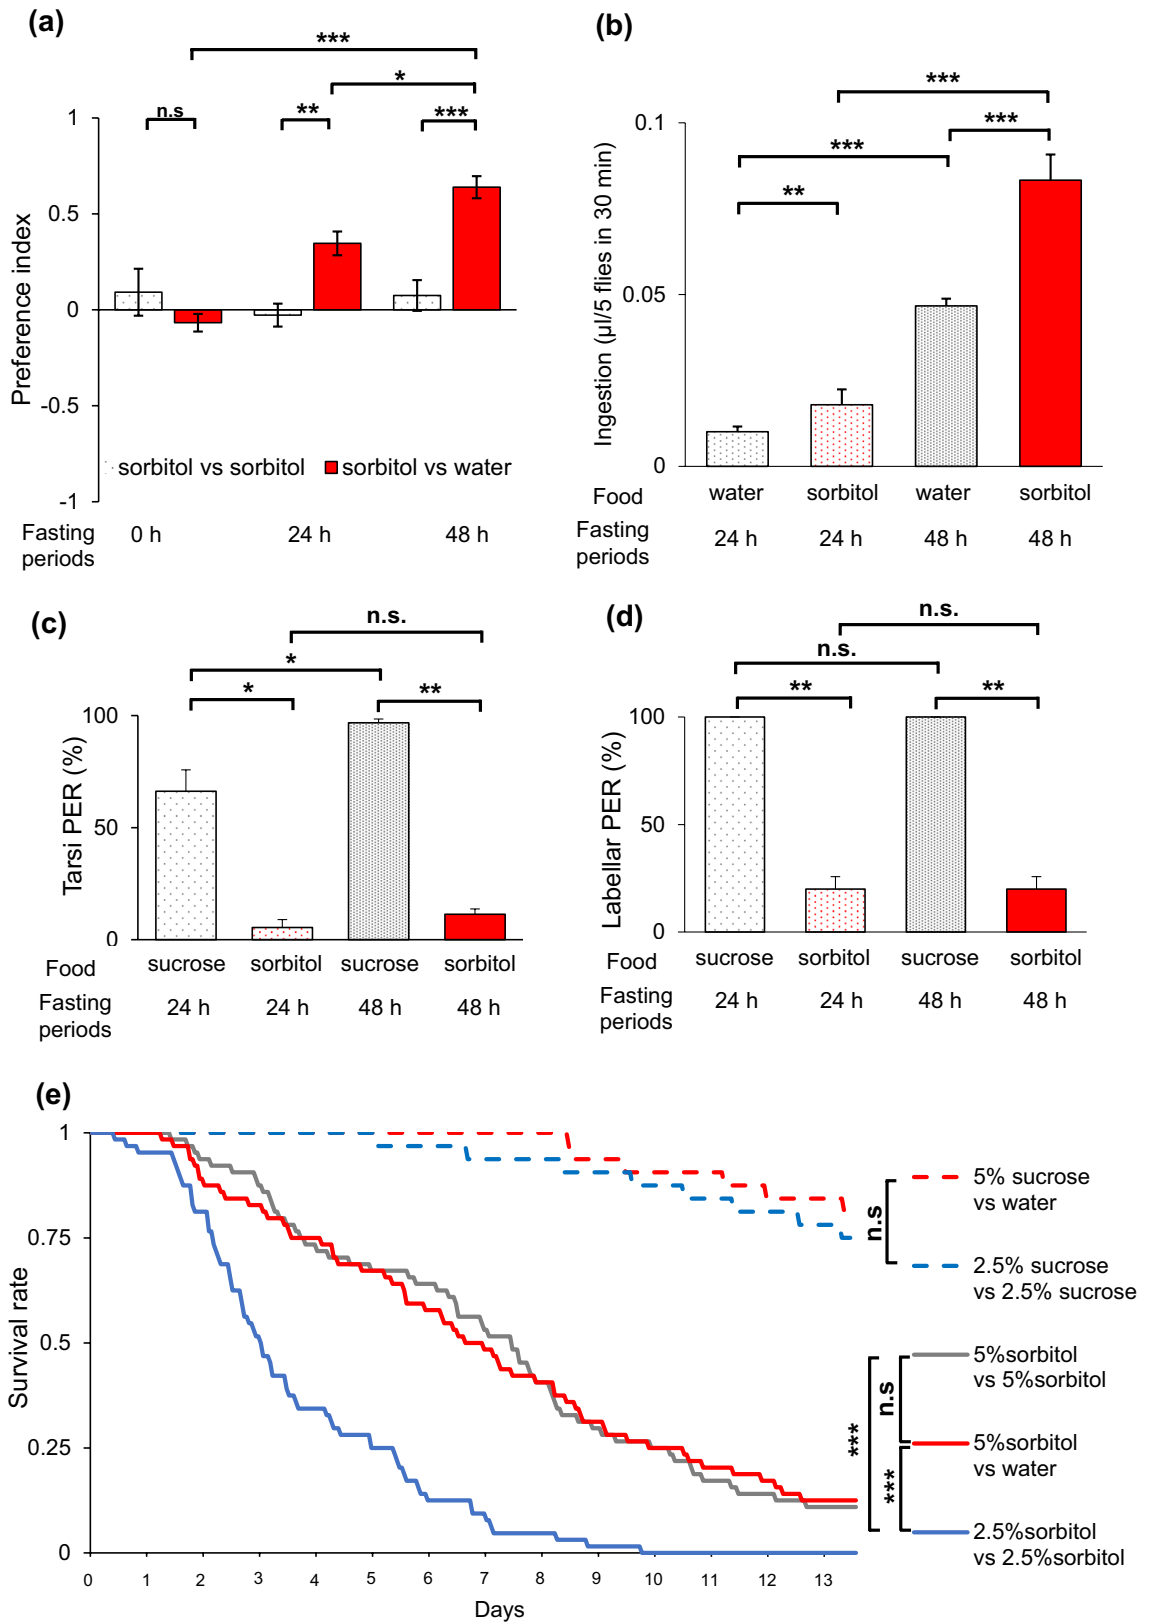 (a)
***
*
n.s
**
***
1
0.5
0
-0.5
-1
Preference index
sorbitol vs sorbitol
sorbitol vs water
Fasting
periods
0 h
24 h
48 h
(b)
***
***
***
**
0.1
0.05
0
Ingestion (μl/5 flies in 30 min)
Food
water
sorbitol
water
sorbitol
Fasting
periods
24 h
24 h
48 h
48 h
(c)
n.s.
*
*
**
100
50
0
Tarsi PER (%)
Food
sucrose
sorbitol
sucrose
sorbitol
Fasting
periods
24 h
24 h
48 h
48 h
(d)
n.s.
n.s.
**
**
100
50
0
Labellar PER (%)
Food
sucrose
sorbitol
sucrose
sorbitol
Fasting
periods
24 h
24 h
48 h
48 h
(e)
1
0.75
0.5
0.25
0
Survival rate
0 1 2 3 4 5 6 7 8 9 10 11 12 13
Days
5% sucrose
vs water
n.s
2.5% sucrose
vs 2.5% sucrose
5%sorbitol
vs 5%sorbitol
n.s
***
5%sorbitol
vs water
***
2.5%sorbitol
vs 2.5%sorbitol